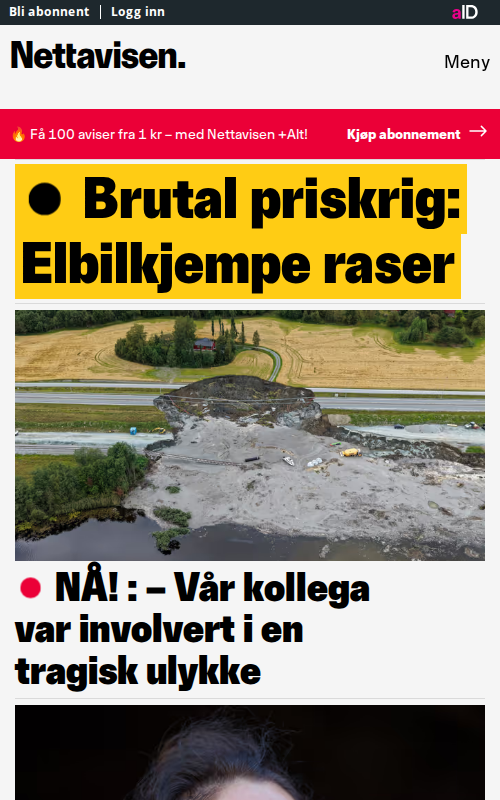 Bli abonnent | Logg inn
aID
Nettavisen.
Meny
🔥 Få 100 aviser fra 1 kr – med Nettavisen +Alt!
Kjøp abonnement →
Brutal priskrig:
Elbilkjempe raser
NÅ! : – Vår kollega
var involvert i en
tragisk ulykke